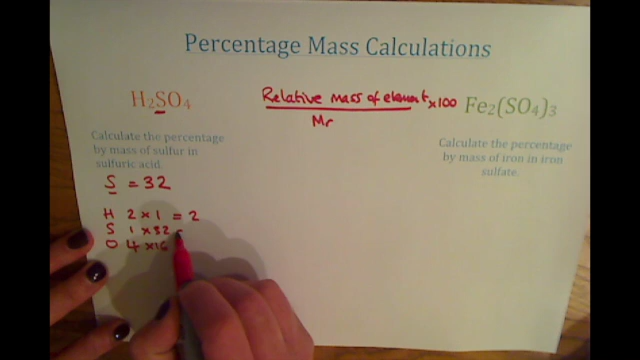 Percentage Mass Calculations
H2SO4
Relative mass of element x100
Mr
Fe2(SO4)3
Calculate the percentage
by mass of sulfur in
sulfuric acid.
Calculate the percentage
by mass of iron in iron
sulfate.
S = 32
H 2 x 1 = 2
S 1 x 32
O 4 x 16